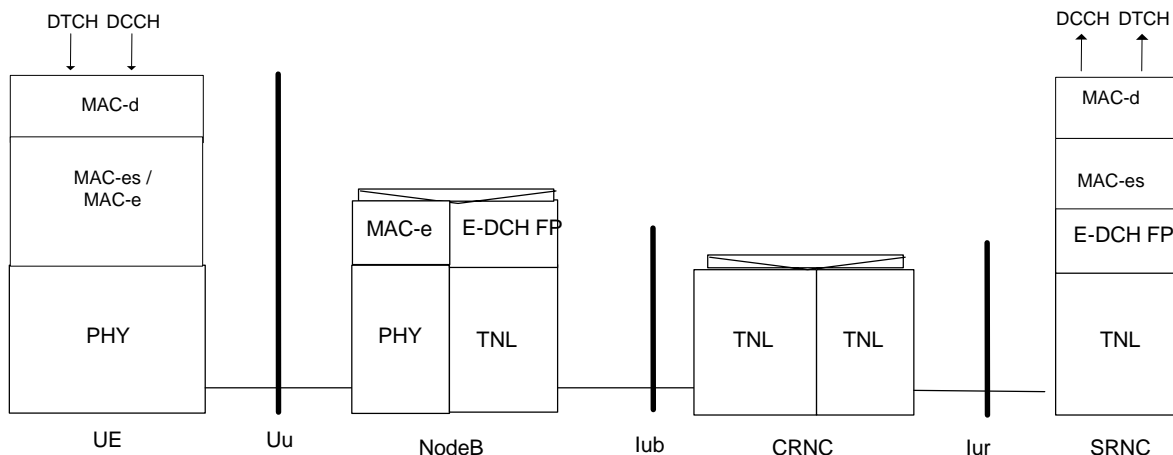 DTCH DCCH
DCCH DTCH
MAC-d
MAC-d
MAC-es /
MAC-e
MAC-es
MAC-e
E-DCH FP
E-DCH FP
PHY
PHY
TNL
TNL
TNL
TNL
UE
Uu
NodeB
Iub
CRNC
Iur
SRNC